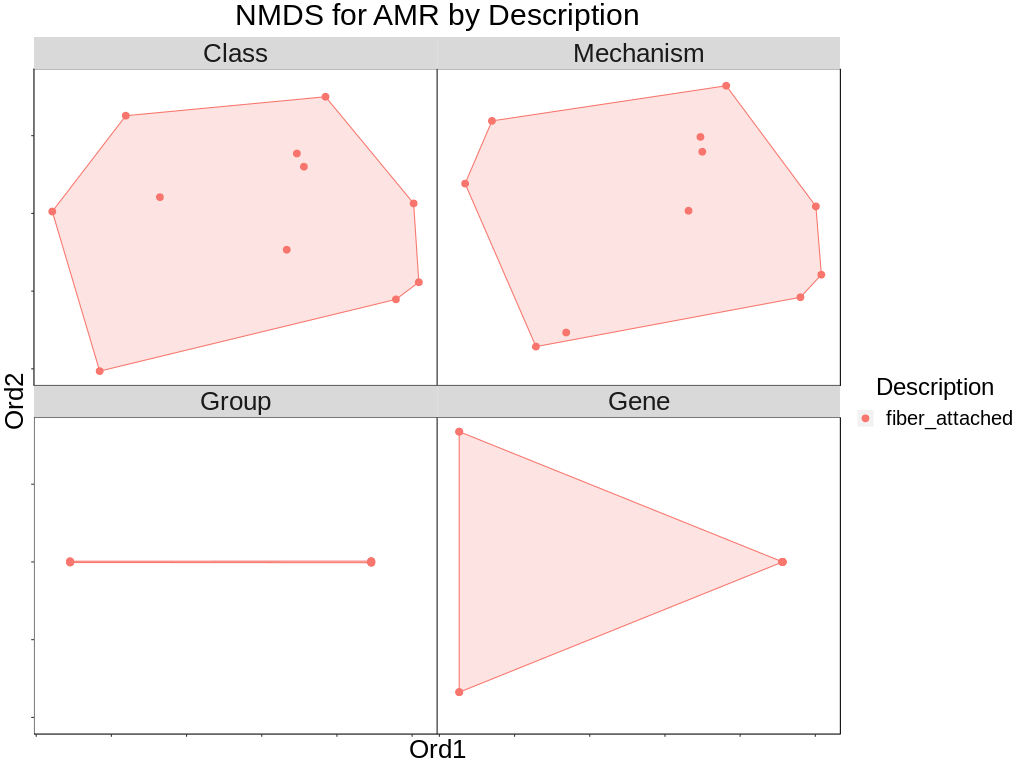 NMDS for AMR by Description
Class
Mechanism
Group
Gene
Ord2
Ord1
Description
fiber_attached